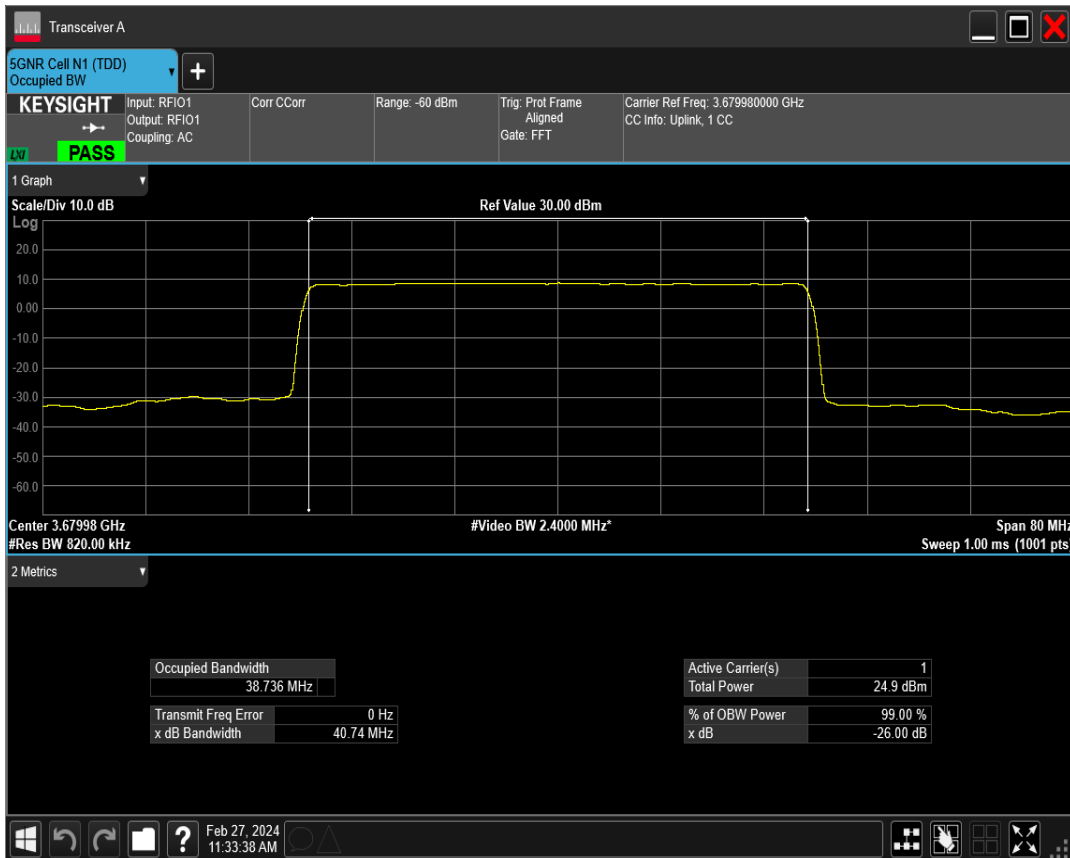 Transceiver A
5GNR Cell N1 (TDD)
Occupied BW
+
KEYSIGHT
LXI
PASS
Input: RFIO1
Output: RFIO1
Coupling: AC
Corr CCorr
Range: -60 dBm
Trig: Prot Frame
Aligned
Gate: FFT
Carrier Ref Freq: 3.679980000 GHz
CC Info: Uplink, 1 CC
1 Graph
Scale/Div 10.0 dB
Ref Value 30.00 dBm
Log
20.0
10.0
0.00
-10.0
-20.0
-30.0
-40.0
-50.0
-60.0
Center 3.67998 GHz
#Video BW 2.4000 MHz*
Span 80 MHz
#Res BW 820.00 kHz
Sweep 1.00 ms (1001 pts)
2 Metrics
Occupied Bandwidth
38.736 MHz
Transmit Freq Error 0 Hz
x dB Bandwidth 40.74 MHz
Active Carrier(s) 1
Total Power 24.9 dBm
% of OBW Power 99.00 %
x dB -26.00 dB
?
Feb 27, 2024
11:33:38 AM